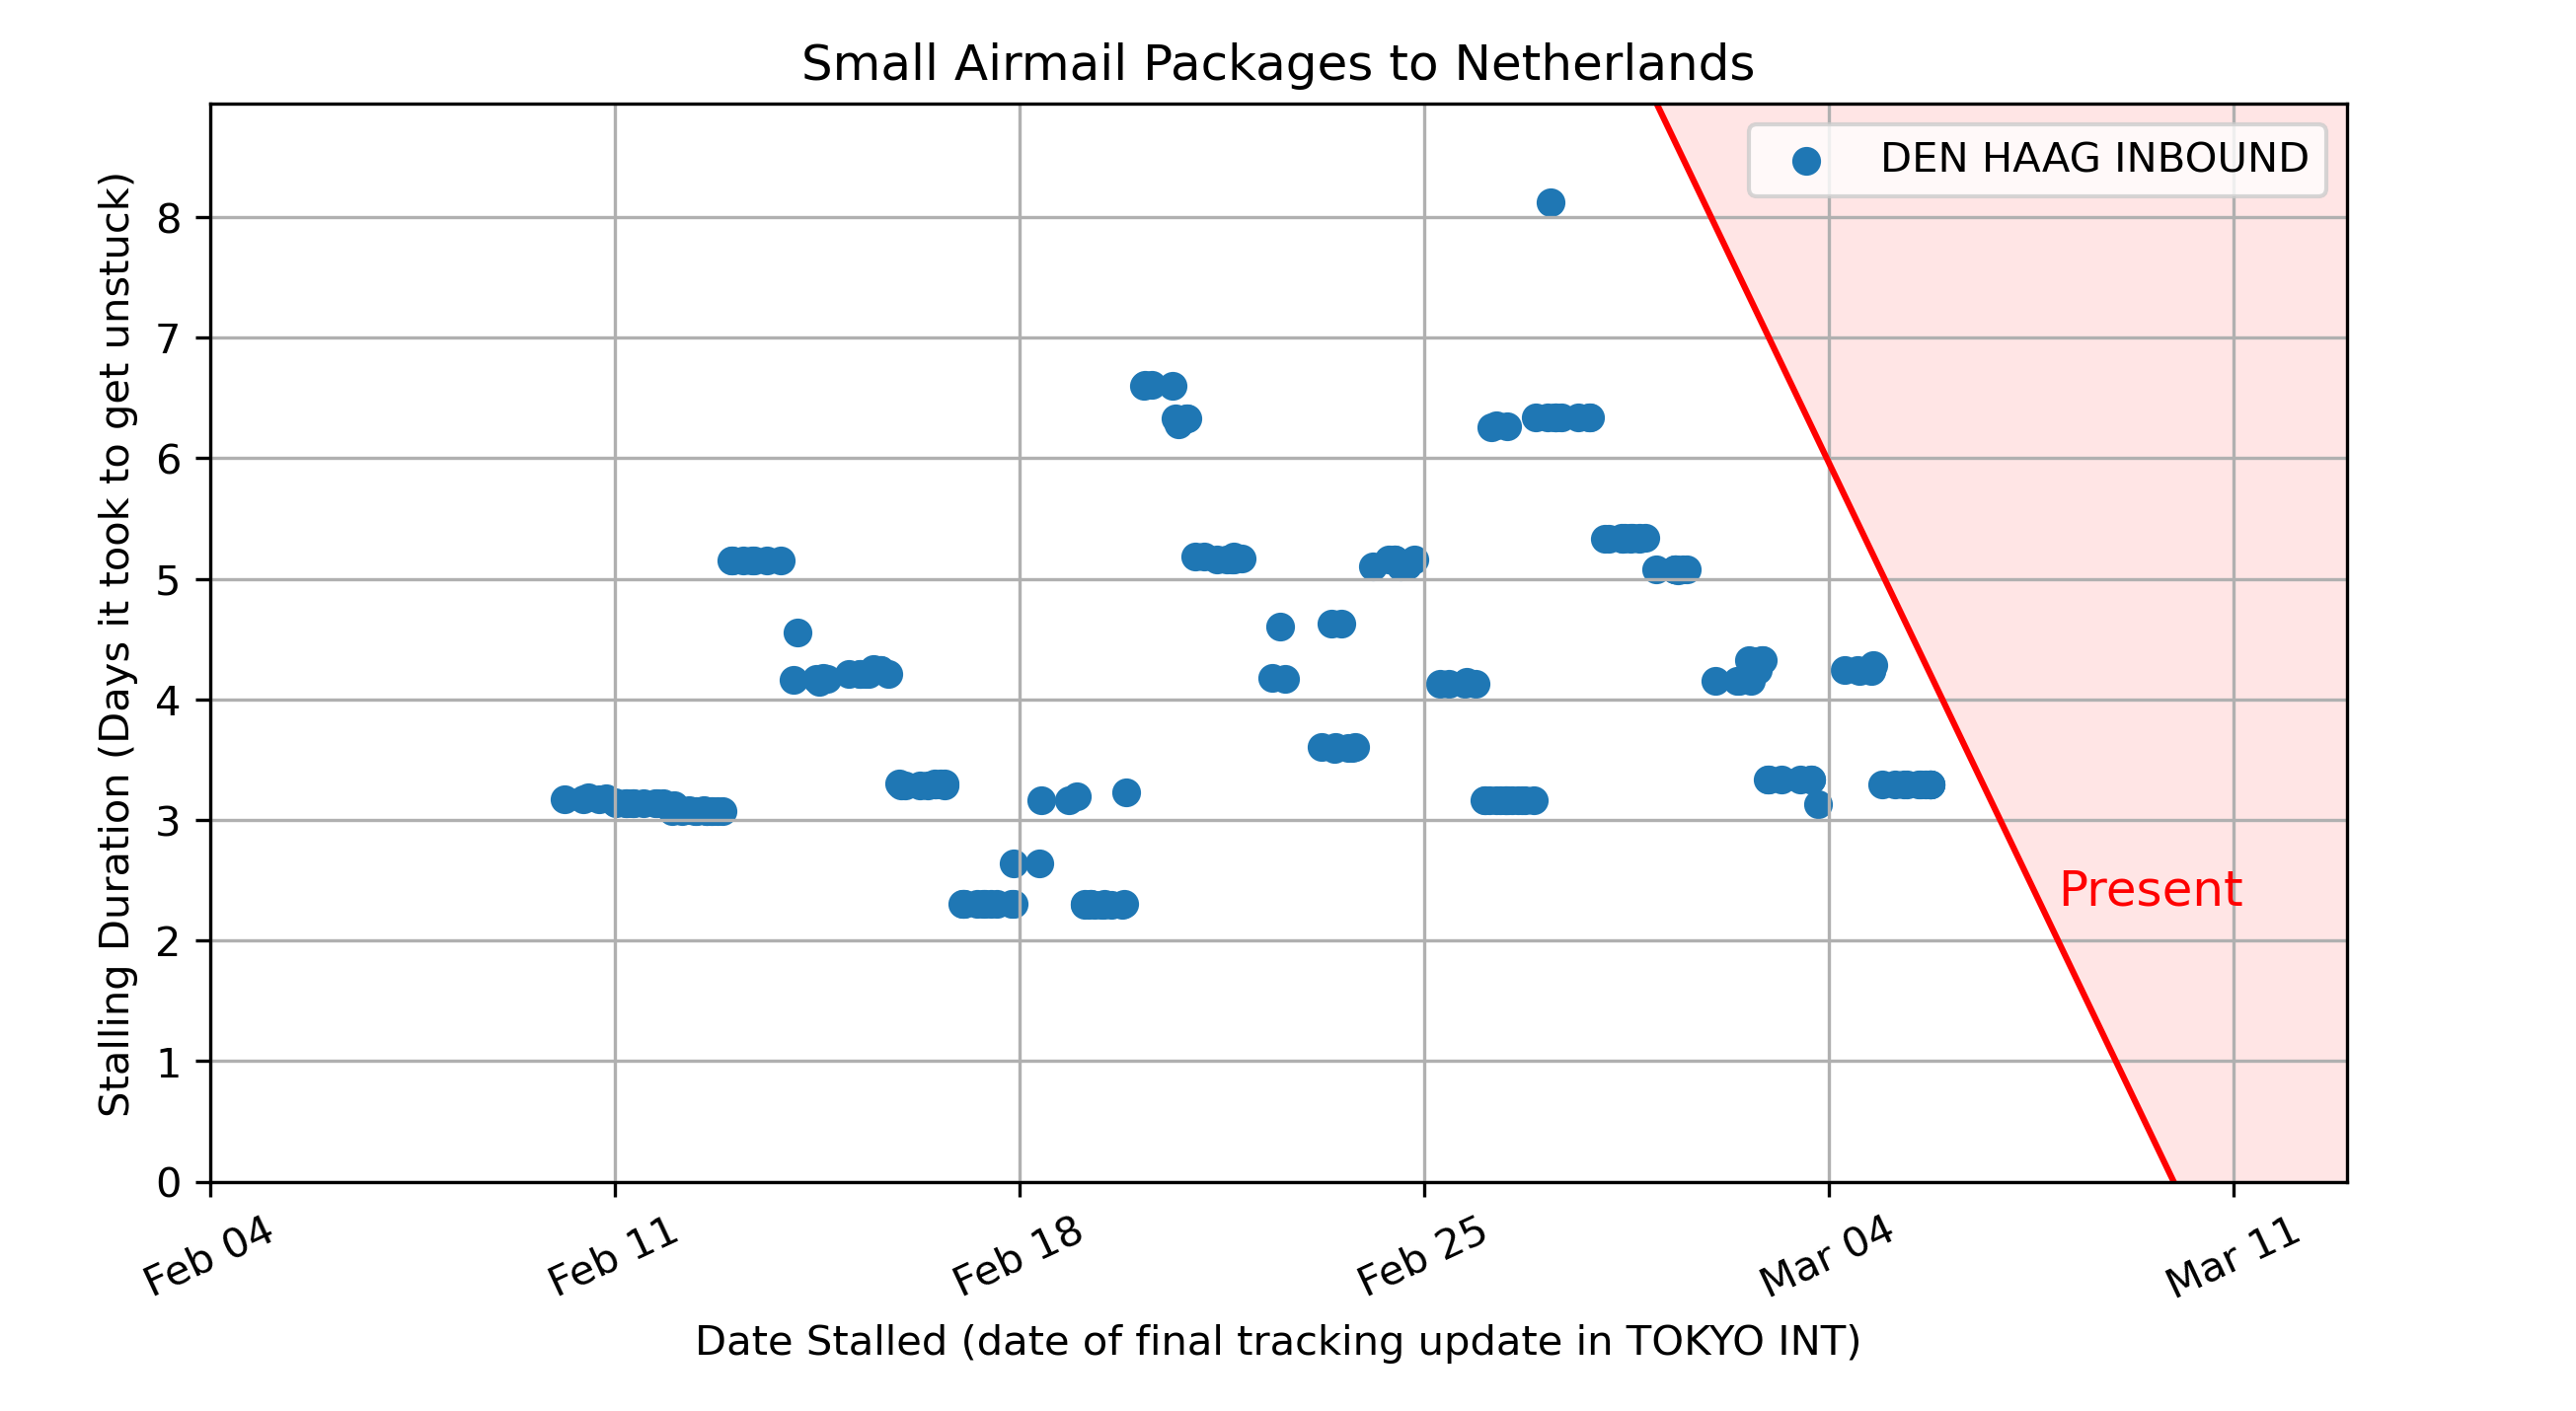 Small Airmail Packages to Netherlands
DEN HAAG INBOUND
Stalling Duration (Days it took to get unstuck)
8
7
6
5
4
3
2
1
0
Present
Feb 04
Feb 11
Feb 18
Feb 25
Mar 04
Mar 11
Date Stalled (date of final tracking update in TOKYO INT)